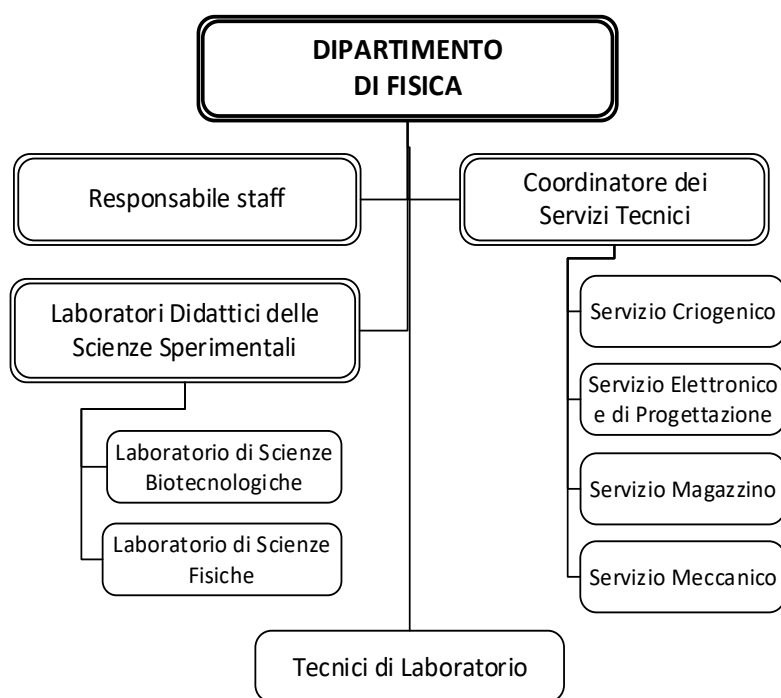 DIPARTIMENTO
DI FISICA
Responsabile staff
Coordinatore dei
Servizi Tecnici
Laboratori Didattici delle
Scienze Sperimentali
Servizio Criogenico
Servizio Elettronico
e di Progettazione
Laboratorio di Scienze
Biotecnologiche
Servizio Magazzino
Laboratorio di Scienze
Fisiche
Servizio Meccanico
Tecnici di Laboratorio